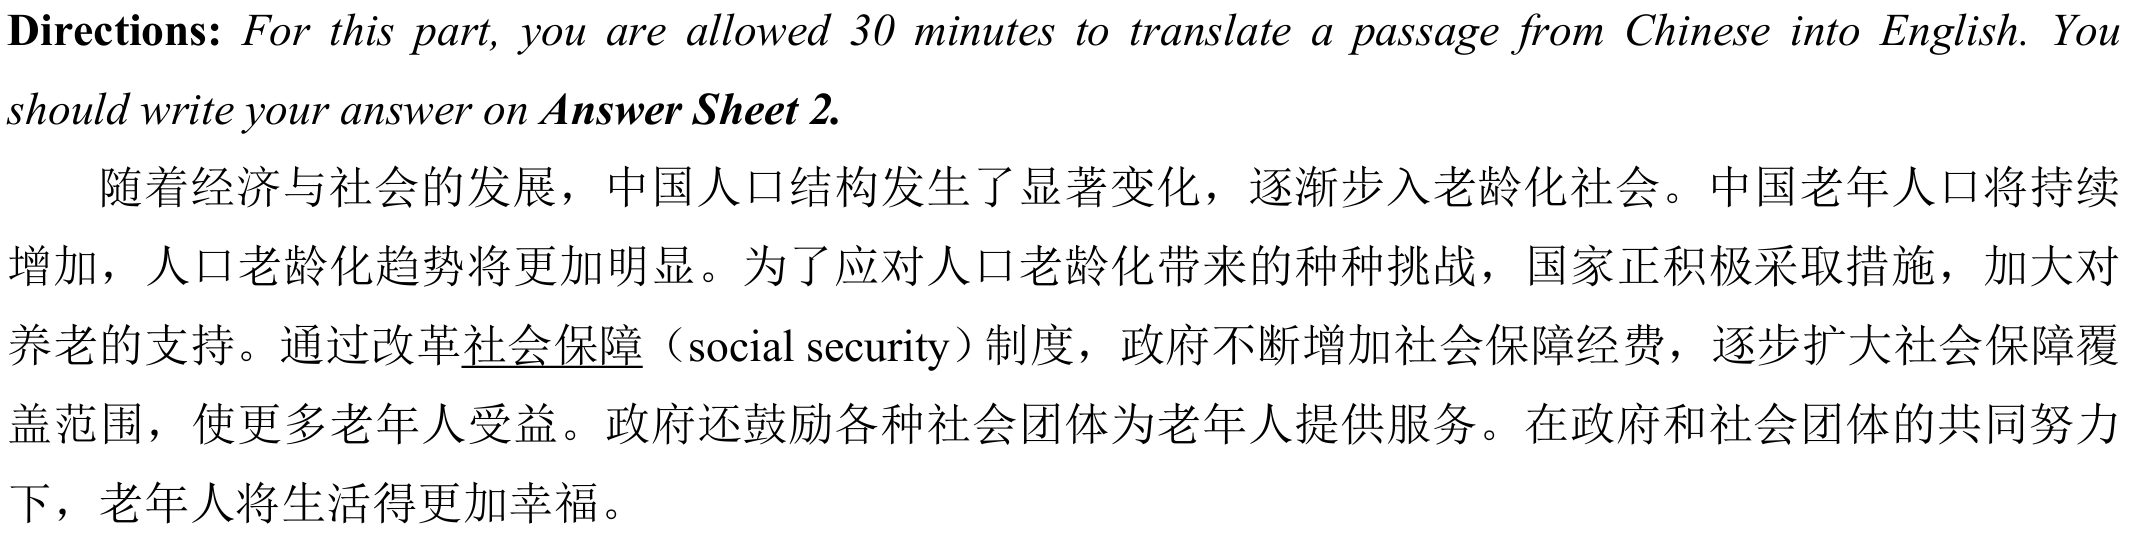 Directions: For this part, you are allowed 30 minutes to translate a passage from Chinese into English. You
should write your answer on Answer Sheet 2.
随着经济与社会的发展，中国人口结构发生了显著变化，逐渐步入老龄化社会。中国老年人口将持续
增加，人口老龄化趋势将更加明显。为了应对人口老龄化带来的种种挑战，国家正积极采取措施，加大对
养老的支持。通过改革社会保障（social security）制度，政府不断增加社会保障经费，逐步扩大社会保障覆
盖范围，使更多老年人受益。政府还鼓励各种社会团体为老年人提供服务。在政府和社会团体的共同努力
下，老年人将生活得更加幸福。